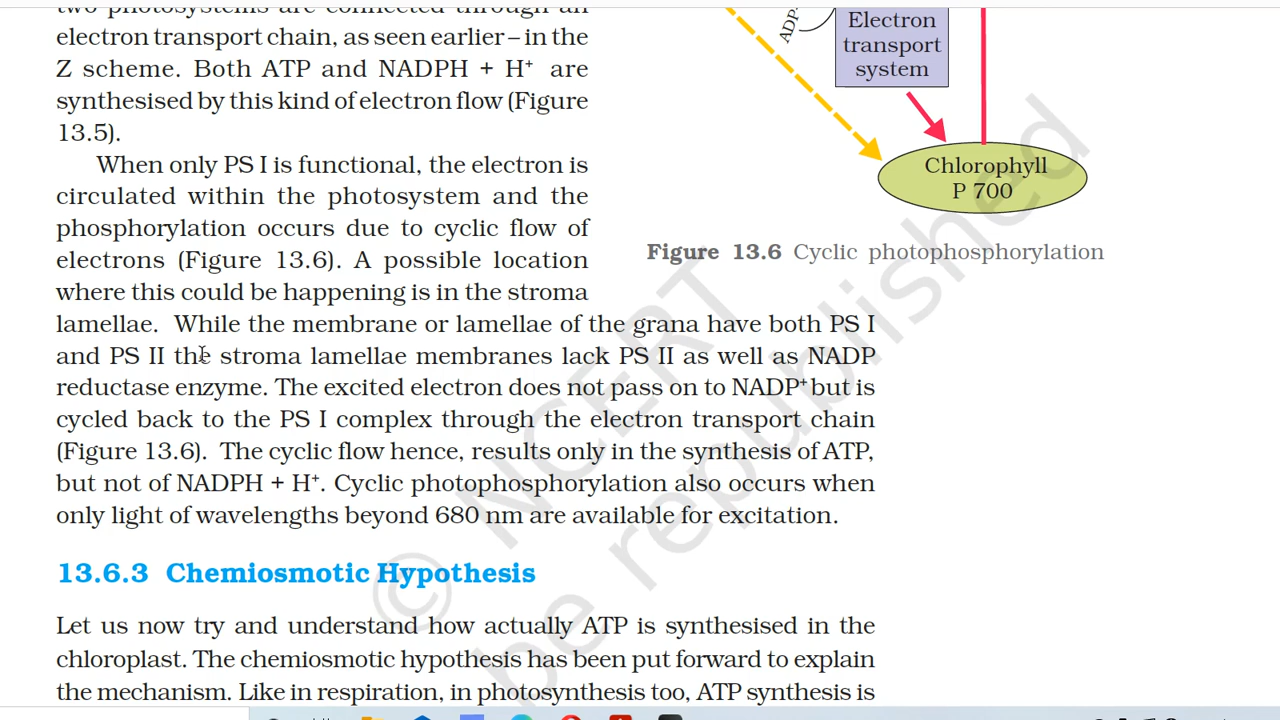 two photosystems are connected through an
electron transport chain, as seen earlier – in the
Z scheme. Both ATP and NADPH + H⁺ are
synthesised by this kind of electron flow (Figure
13.5).
When only PS I is functional, the electron is
circulated within the photosystem and the
phosphorylation occurs due to cyclic flow of
electrons (Figure 13.6). A possible location
where this could be happening is in the stroma
lamellae. While the membrane or lamellae of the grana have both PS I
and PS II the stroma lamellae membranes lack PS II as well as NADP
reductase enzyme. The excited electron does not pass on to NADP⁺ but is
cycled back to the PS I complex through the electron transport chain
(Figure 13.6). The cyclic flow hence, results only in the synthesis of ATP,
but not of NADPH + H⁺. Cyclic photophosphorylation also occurs when
only light of wavelengths beyond 680 nm are available for excitation.
ADP
Electron
transport
system
Chlorophyll
P 700
Figure 13.6 Cyclic photophosphorylation
13.6.3 Chemiosmotic Hypothesis
Let us now try and understand how actually ATP is synthesised in the
chloroplast. The chemiosmotic hypothesis has been put forward to explain
the mechanism. Like in respiration, in photosynthesis too, ATP synthesis is
© NCERT
be republished